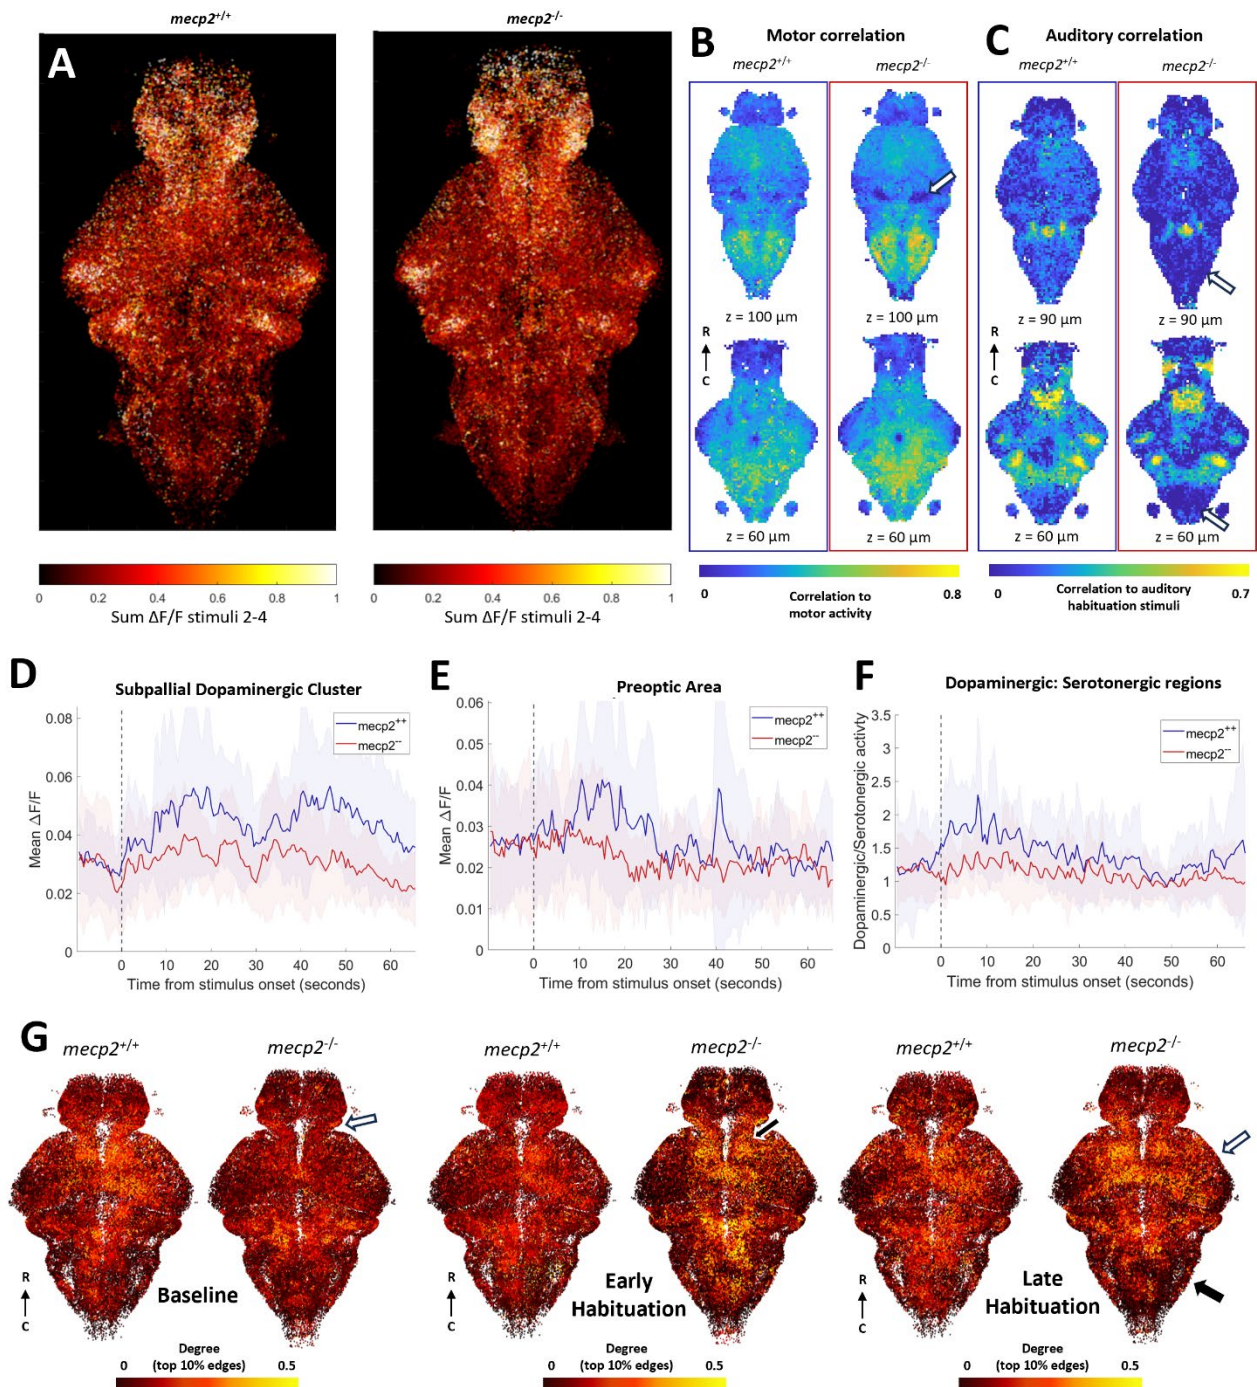 A
mecp2+/+
mecp2-/-
0
0.2
0.4
0.6
0.8
1
Sum ΔF/F stimuli 2-4
0
0.2
0.4
0.6
0.8
1
Sum ΔF/F stimuli 2-4
B
Motor correlation
mecp2+/+
mecp2-/-
z = 100 μm
z = 100 μm
R
C
z = 60 μm
z = 60 μm
0
0.8
Correlation to
motor activity
C
Auditory correlation
mecp2+/+
mecp2-/-
z = 90 μm
z = 90 μm
R
C
z = 60 μm
z = 60 μm
0
0.7
Correlation to auditory
habituation stimuli
D
Subpallial Dopaminergic Cluster
mecp2++
mecp2--
0.08
0.06
0.04
0.02
0
Mean ΔF/F
0
10
20
30
40
50
60
Time from stimulus onset (seconds)
E
Preoptic Area
mecp2++
mecp2--
0.06
0.05
0.04
0.03
0.02
0.01
0
Mean ΔF/F
0
10
20
30
40
50
60
Time from stimulus onset (seconds)
F
Dopaminergic: Serotonergic regions
mecp2++
mecp2--
3.5
3
2.5
2
1.5
1
0.5
0
Dopaminergic/Serotonergic activty
0
10
20
30
40
50
60
Time from stimulus onset (seconds)
G
mecp2+/+
mecp2-/-
R
C
Baseline
0
Degree
(top 10% edges)
0.5
mecp2+/+
mecp2-/-
R
C
Early
Habituation
0
Degree
(top 10% edges)
0.5
mecp2+/+
mecp2-/-
R
C
Late
Habituation
0
Degree
(top 10% edges)
0.5